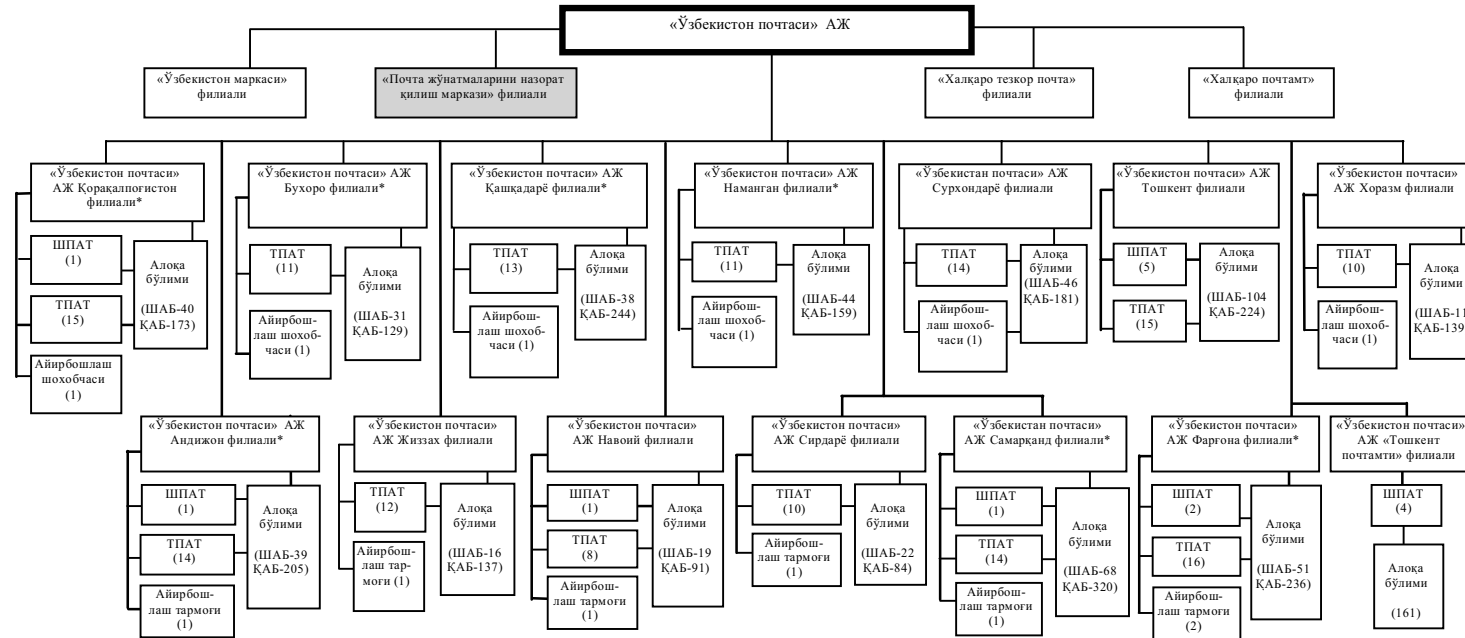 «Ўзбекистон почтаси» АЖ
«Ўзбекистон маркаси»
филиали
«Почта жўнатмаларини назорат
қилиш маркази» филиали
«Халқаро тезкор почта»
филиали
«Халқаро почтамт»
филиали
«Ўзбекистон почтаси»
АЖ Қорақалпоғистон
филиали*
ШПАТ
(1)
ТПАТ
(15)
Айирбошлаш
шохобчаси
(1)
Алоқа
бўлими
(ШАБ-40
ҚАБ-173)
«Ўзбекистон почтаси» АЖ
Бухоро филиали*
ТПАТ
(11)
Айирбош-
лаш шохоб-
часи (1)
Алоқа
бўлими
(ШАБ-31
ҚАБ-129)
«Ўзбекистон почтаси» АЖ
Қашқадарё филиали*
ТПАТ
(13)
Айирбош-
лаш шохоб-
часи (1)
Алоқа
бўлими
(ШАБ-38
ҚАБ-244)
«Ўзбекистон почтаси» АЖ
Наманган филиали*
ТПАТ
(11)
Айирбош-
лаш шохоб-
часи (1)
Алоқа
бўлими
(ШАБ-44
ҚАБ-159)
«Ўзбекистан почтаси» АЖ
Сурхондарё филиали
ТПАТ
(14)
Айирбош-
лаш шохоб-
часи (1)
Алоқа
бўлими
(ШАБ-46
ҚАБ-181)
«Ўзбекистон почтаси» АЖ
Тошкент филиали
ШПАТ
(5)
ТПАТ
(15)
Алоқа
бўлими
(ШАБ-104
ҚАБ-224)
«Ўзбекистон почтаси»
АЖ Хоразм филиали
ТПАТ
(10)
Айирбош-
лаш шохоб-
часи (1)
Алоқа
бўлими
(ШАБ-11
ҚАБ-139
«Ўзбекистон почтаси» АЖ
Андижон филиали*
ШПАТ
(1)
ТПАТ
(14)
Айирбош-
лаш тармоғи
(1)
Алоқа
бўлими
(ШАБ-39
ҚАБ-205)
«Ўзбекистон почтаси»
АЖ Жиззах филиали
ТПАТ
(12)
Айирбош-
лаш тар-
моғи (1)
Алоқа
бўлими
(ШАБ-16
ҚАБ-137)
«Ўзбекистон почтаси»
АЖ Навоий филиали
ШПАТ
(1)
ТПАТ
(8)
Айирбош-
лаш тармоғи
(1)
Алоқа
бўлими
(ШАБ-19
ҚАБ-91)
«Ўзбекистон почтаси»
АЖ Сирдарё филиали
ТПАТ
(10)
Айирбош-
лаш тармоғи
(1)
Алоқа
бўлими
(ШАБ-22
ҚАБ-84)
«Ўзбекистон почтаси»
АЖ Самарқанд филиали*
ШПАТ
(1)
ТПАТ
(14)
Айирбош-
лаш тармоғи
(1)
Алоқа
бўлими
(ШАБ-68
ҚАБ-320)
«Ўзбекистон почтаси»
АЖ Фарғона филиали*
ШПАТ
(2)
ТПАТ
(16)
Айирбош-
лаш тармоғи
(2)
Алоқа
бўлими
(ШАБ-51
ҚАБ-236)
«Ўзбекистон почтаси»
АЖ «Тошкент
почтамти» филиали
ШПАТ
(4)
Алоқа
бўлими
(161)